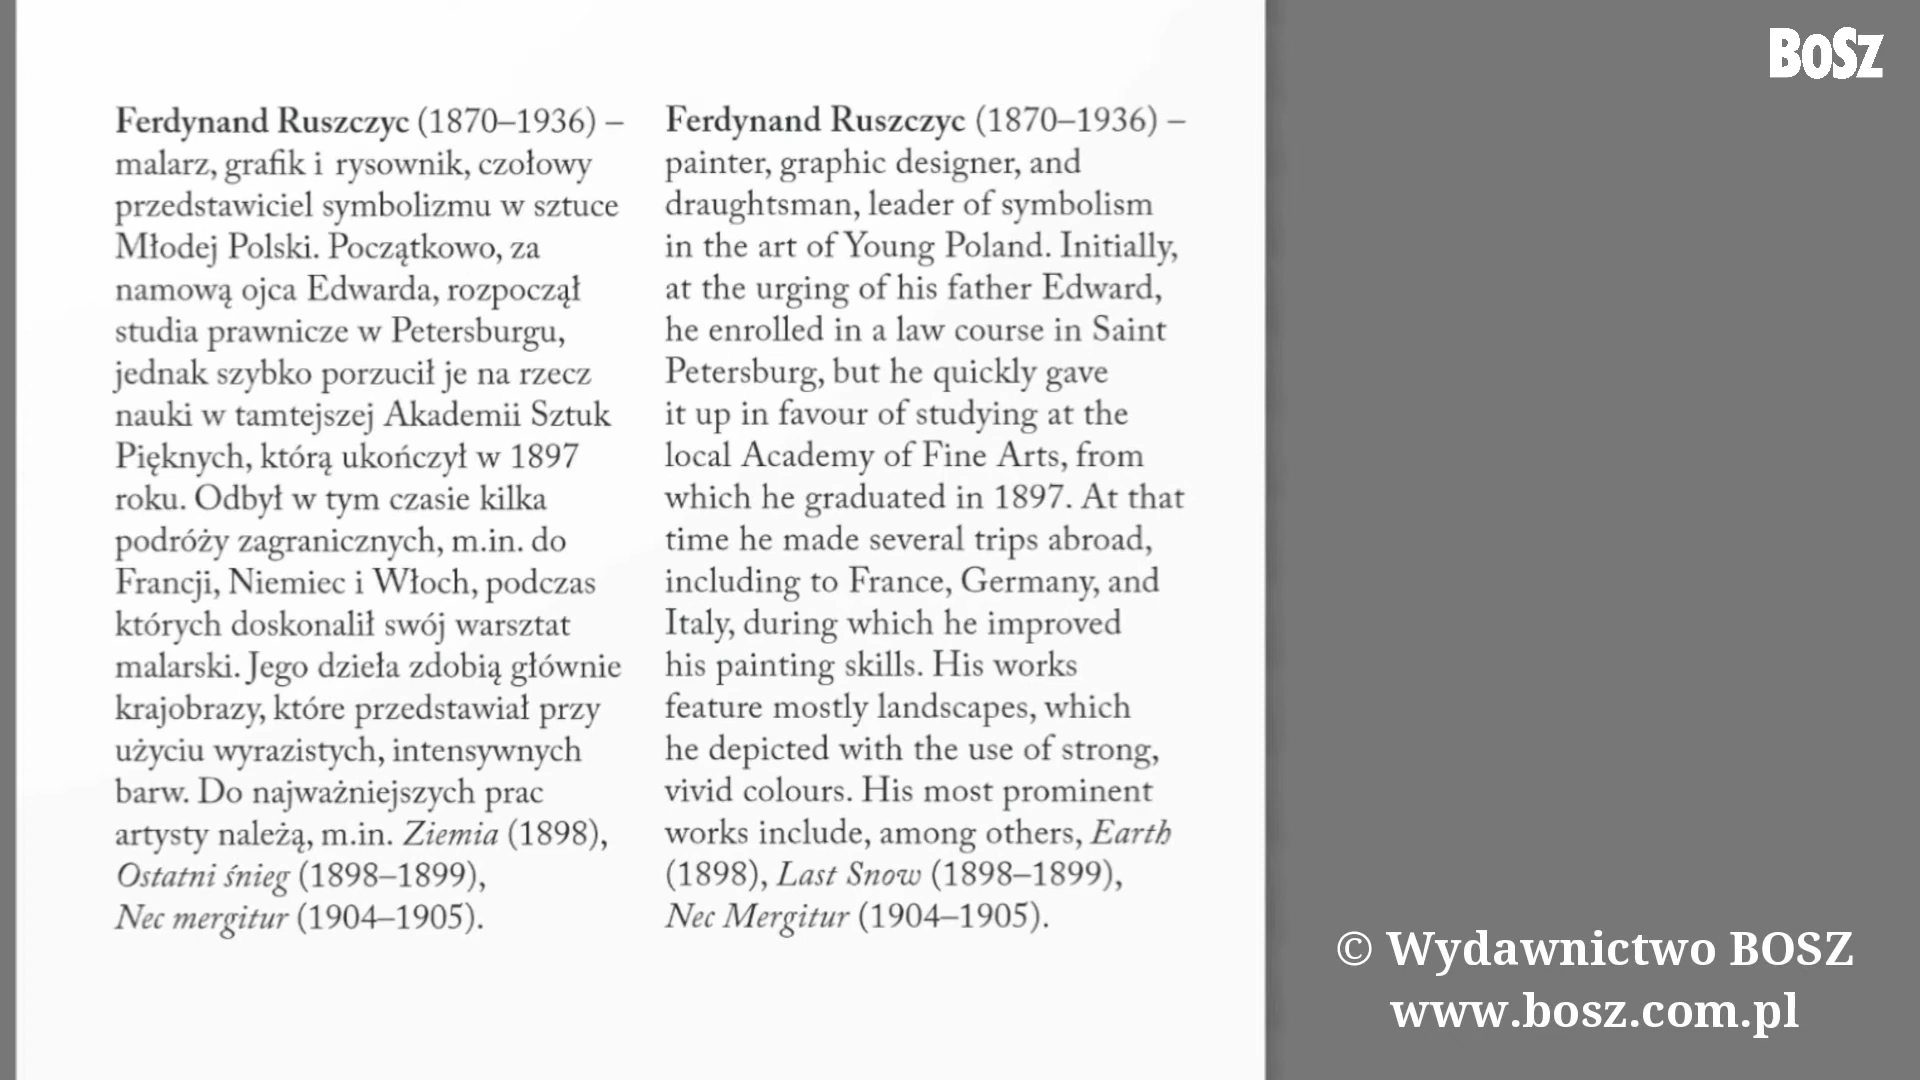 Ferdynand Ruszczyc (1870–1936) –
malarz, grafik i rysownik, czołowy
przedstawiciel symbolizmu w sztuce
Młodej Polski. Początkowo, za
namową ojca Edwarda, rozpoczął
studia prawnicze w Petersburgu,
jednak szybko porzucił je na rzecz
nauki w tamtejszej Akademii Sztuk
Pięknych, którą ukończył w 1897
roku. Odbył w tym czasie kilka
podróży zagranicznych, m.in. do
Francji, Niemiec i Włoch, podczas
których doskonalił swój warsztat
malarski. Jego dzieła zdobią głównie
krajobrazy, które przedstawiał przy
użyciu wyrazistych, intensywnych
barw. Do najważniejszych prac
artysty należą, m.in. Ziemia (1898),
Ostatni śnieg (1898–1899),
Nec mergitur (1904–1905).
Ferdynand Ruszczyc (1870–1936) –
painter, graphic designer, and
draughtsman, leader of symbolism
in the art of Young Poland. Initially,
at the urging of his father Edward,
he enrolled in a law course in Saint
Petersburg, but he quickly gave
it up in favour of studying at the
local Academy of Fine Arts, from
which he graduated in 1897. At that
time he made several trips abroad,
including to France, Germany, and
Italy, during which he improved
his painting skills. His works
feature mostly landscapes, which
he depicted with the use of strong,
vivid colours. His most prominent
works include, among others, Earth
(1898), Last Snow (1898–1899),
Nec Mergitur (1904–1905).
BOSZ
© Wydawnictwo BOSZ
www.bosz.com.pl